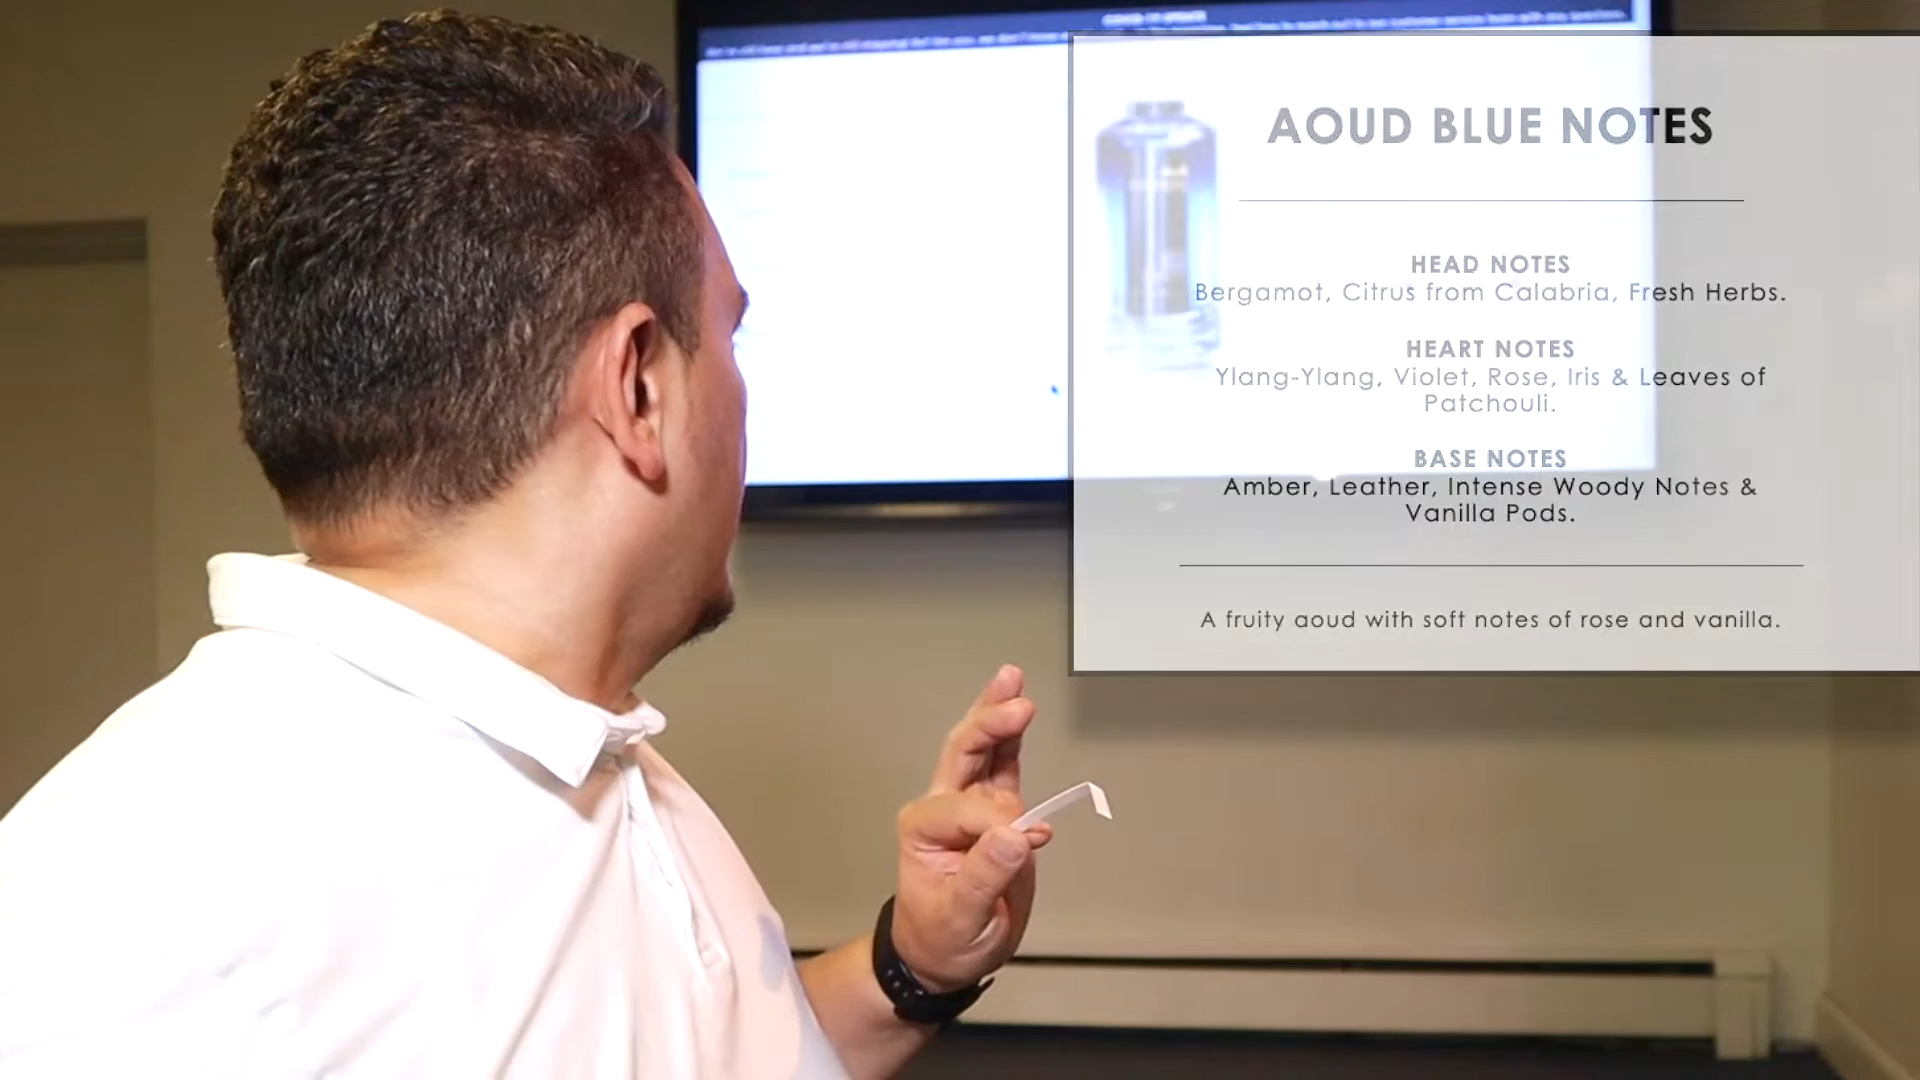 AOUD BLUE NOTES
HEAD NOTES
Bergamot, Citrus from Calabria, Fresh Herbs.
HEART NOTES
Ylang-Ylang, Violet, Rose, Iris & Leaves of
Patchouli.
BASE NOTES
Amber, Leather, Intense Woody Notes &
Vanilla Pods.
A fruity aoud with soft notes of rose and vanilla.